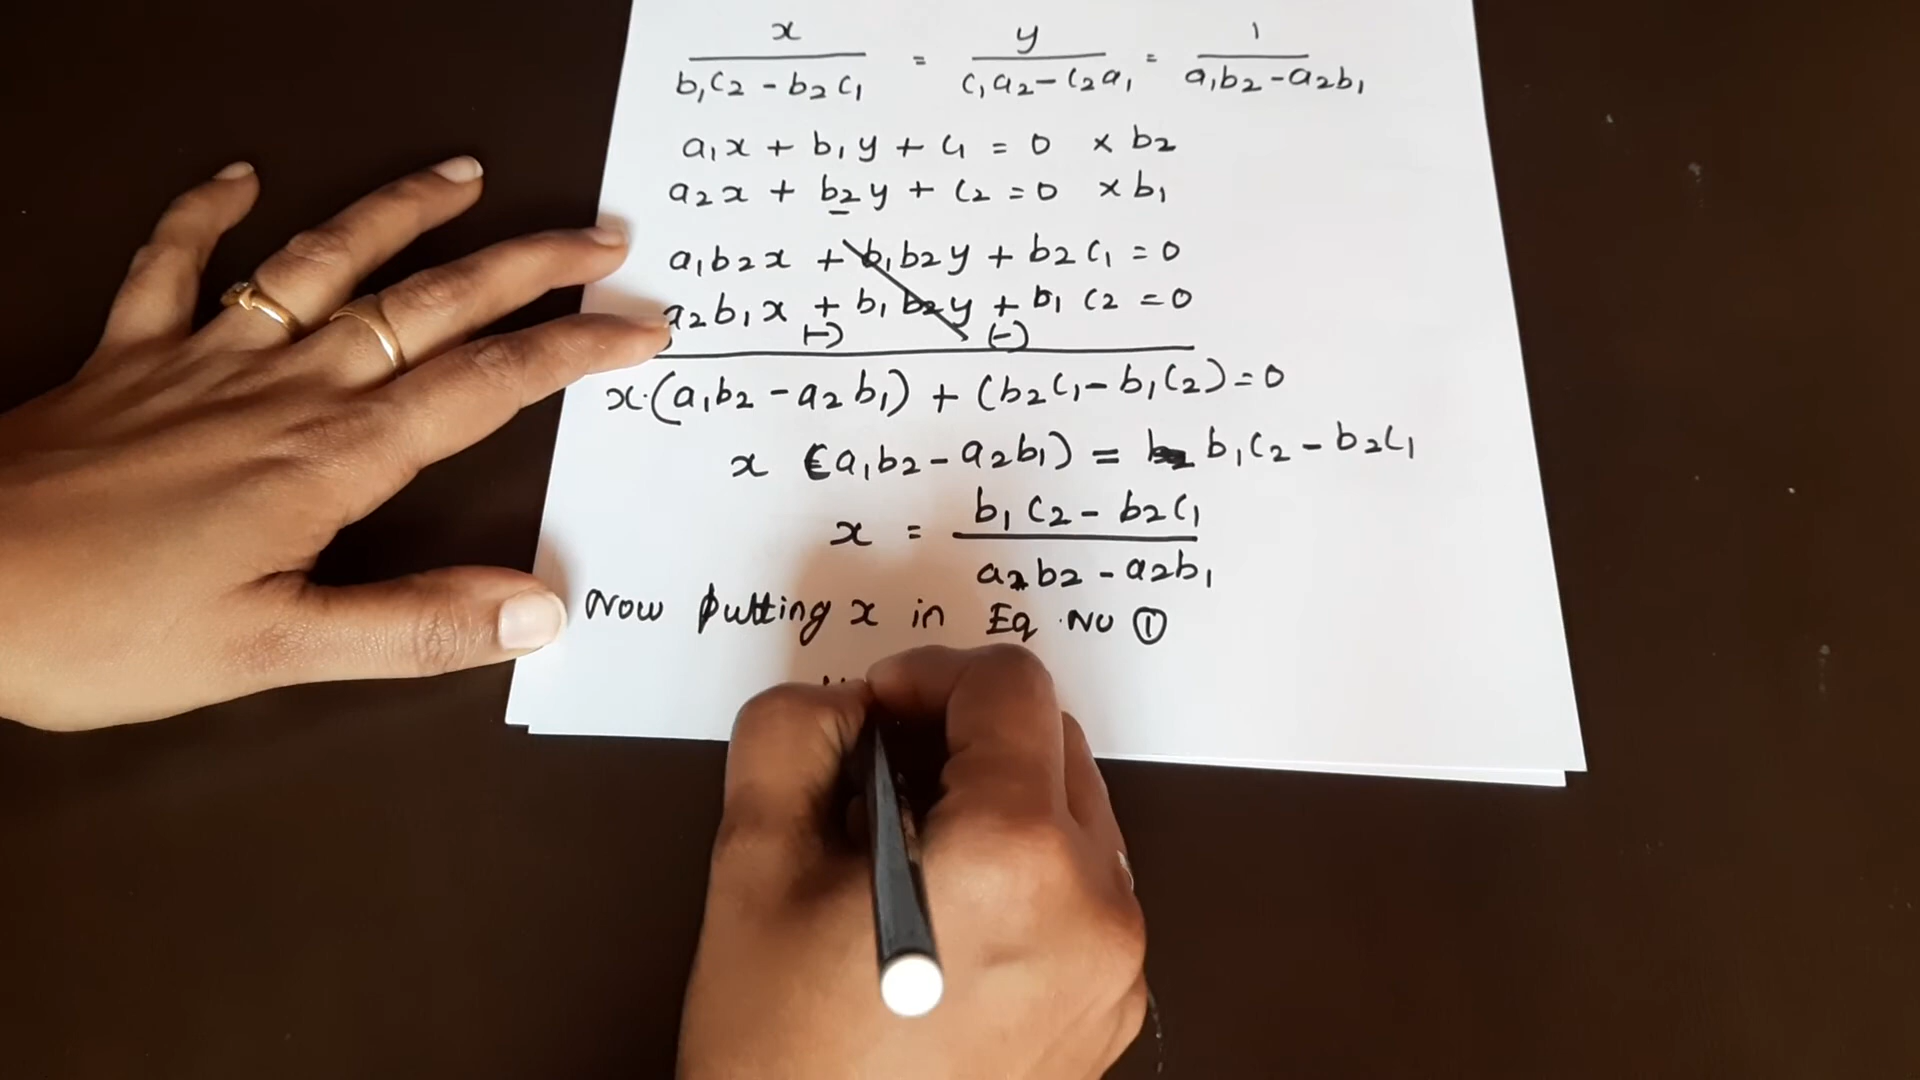 x / b₁c₂ - b₂c₁ = y / c₁a₂ - c₂a₁ = 1 / a₁b₂ - a₂b₁
a₁x + b₁y + c₁ = 0 × b₂
a₂x + b₂y + c₂ = 0 × b₁
a₁b₂x + b₁b₂y + b₂c₁ = 0
a₂b₁x + b₁b₂y + b₁c₂ = 0
(-) (-)
x·(a₁b₂ - a₂b₁) + (b₂c₁ - b₁c₂) = 0
x (a₁b₂ - a₂b₁) = b₁c₂ - b₂c₁
x = b₁c₂ - b₂c₁ / a₂b₂ - a₂b₁
Now putting x in Eq. No ①